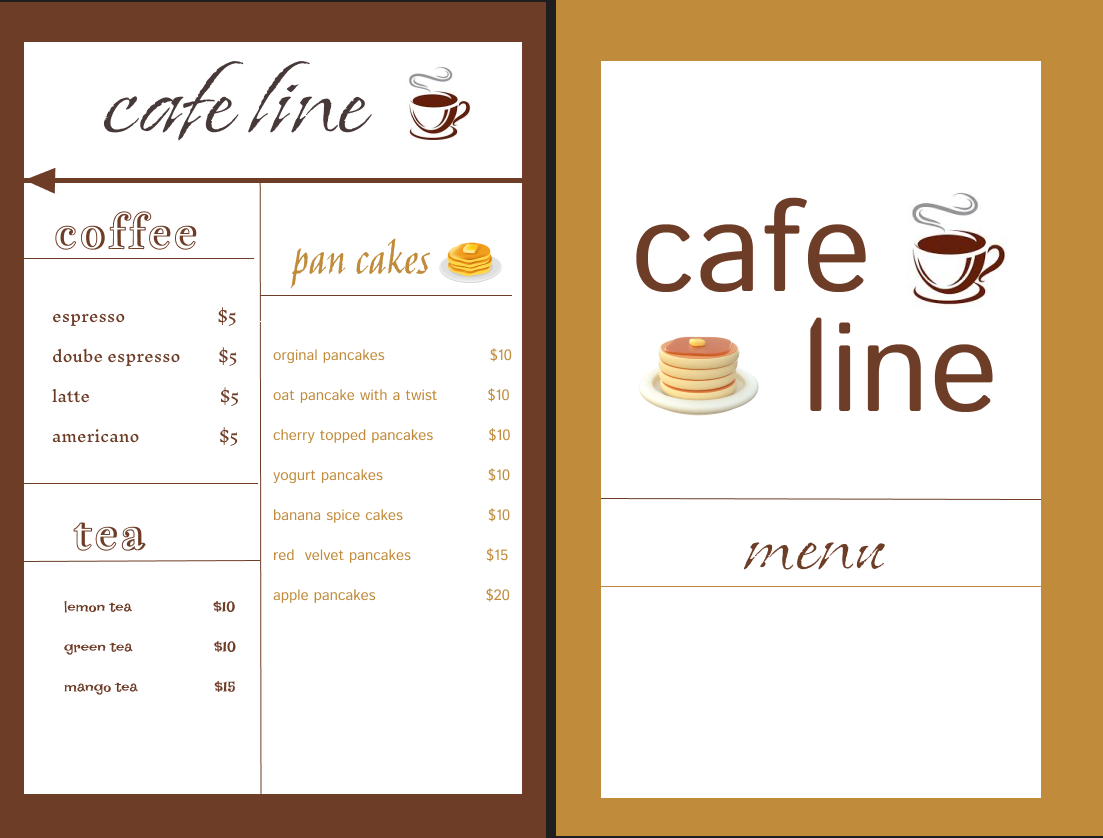 cafe line
coffee
espresso $5
doube espresso $5
latte $5
americano $5
tea
lemon tea $10
green tea $10
mango tea $15
pan cakes
orginal pancakes $10
oat pancake with a twist $10
cherry topped pancakes $10
yogurt pancakes $10
banana spice cakes $10
red velvet pancakes $15
apple pancakes $20
cafe
line
menu